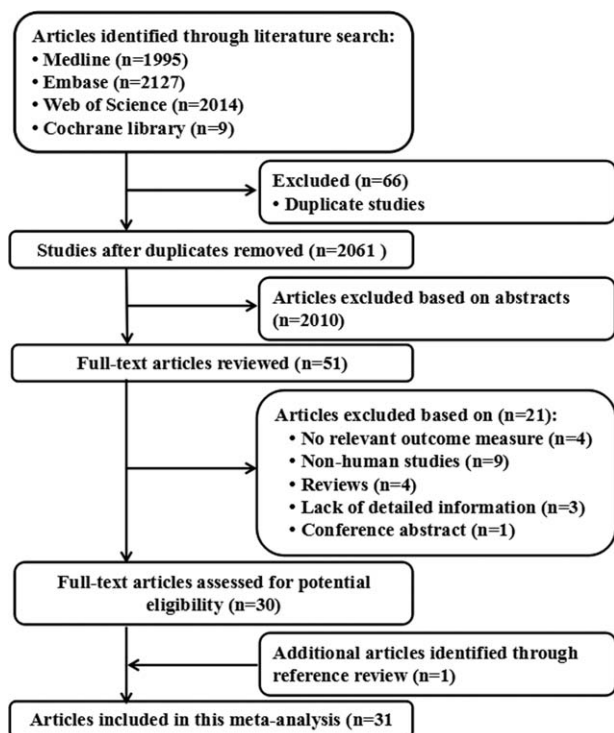 Articles identified through literature search:
• Medline (n=1995)
• Embase (n=2127)
• Web of Science (n=2014)
• Cochrane library (n=9)
Excluded (n=66)
• Duplicate studies
Studies after duplicates removed (n=2061 )
Articles excluded based on abstracts
(n=2010)
Full-text articles reviewed (n=51)
Articles excluded based on (n=21):
• No relevant outcome measure (n=4)
• Non-human studies (n=9)
• Reviews (n=4)
• Lack of detailed information (n=3)
• Conference abstract (n=1)
Full-text articles assessed for potential
eligibility (n=30)
Additional articles identified through
reference review (n=1)
Articles included in this meta-analysis (n=31